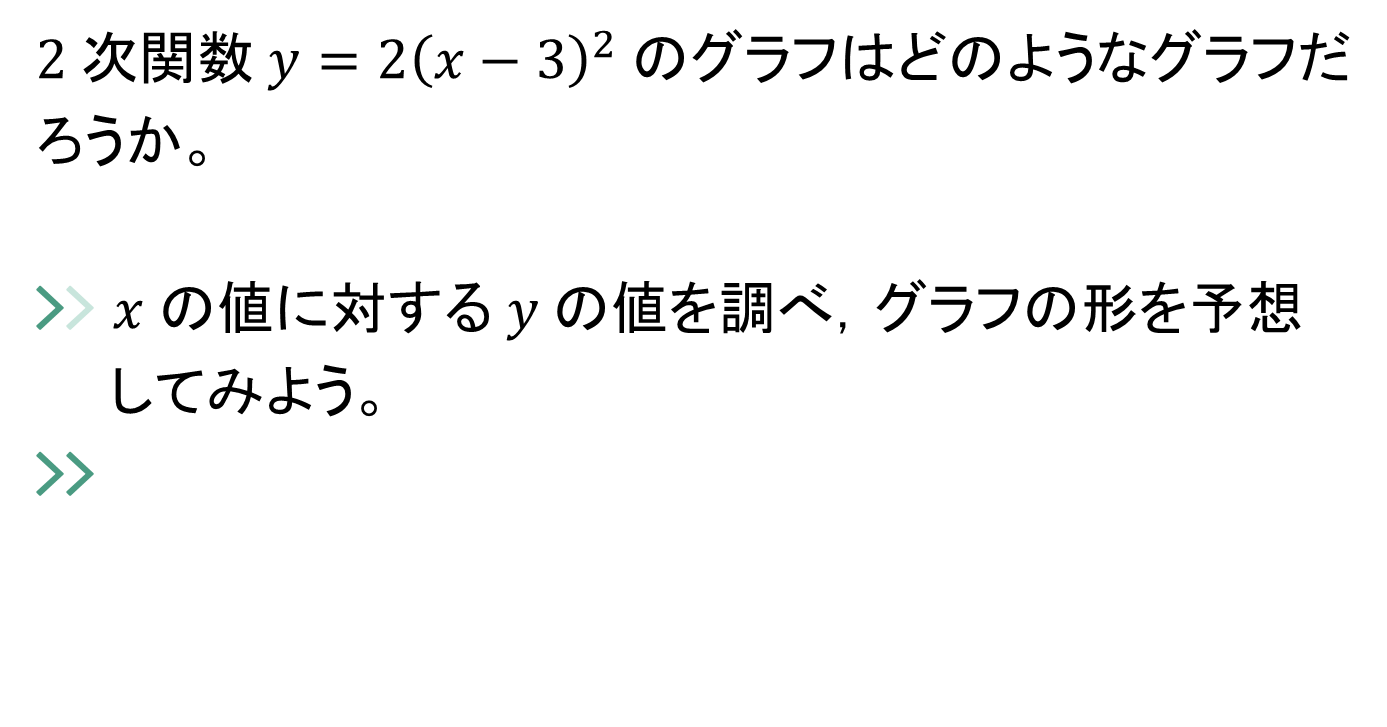 2 次関数 y = 2(x − 3)² のグラフはどのようなグラフだ
ろうか。
x の値に対する y の値を調べ, グラフの形を予想
してみよう。